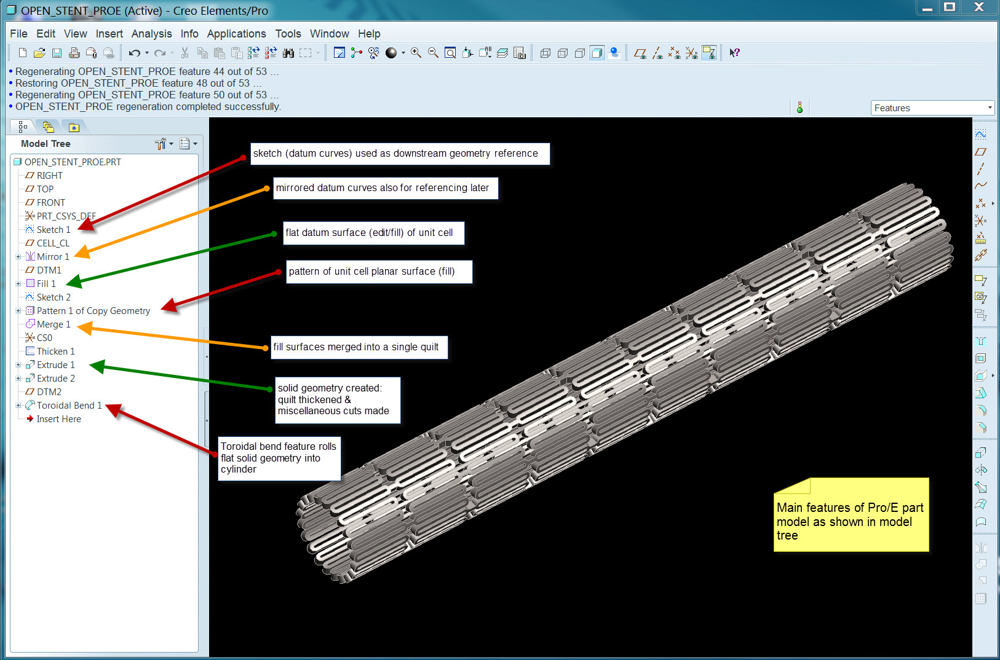 OPEN_STENT_PROE (Active) - Creo Elements/Pro
File Edit View Insert Analysis Info Applications Tools Window Help
Regenerating OPEN_STENT_PROE feature 44 out of 53 ...
Restoring OPEN_STENT_PROE feature 48 out of 53 ...
Regenerating OPEN_STENT_PROE feature 50 out of 53 ...
OPEN_STENT_PROE regeneration completed successfully.
Features
Model Tree
OPEN_STENT_PROE.PRT
RIGHT
TOP
FRONT
PRT_CSYS_DEF
Sketch 1
CELL_CL
Mirror 1
DTM1
Fill 1
Sketch 2
Pattern 1 of Copy Geometry
Merge 1
CS0
Thicken 1
Extrude 1
Extrude 2
DTM2
Toroidal Bend 1
Insert Here
sketch (datum curves) used as downstream geometry reference
mirrored datum curves also for referencing later
flat datum surface (edit/fill) of unit cell
pattern of unit cell planar surface (fill)
fill surfaces merged into a single quilt
solid geometry created:
quilt thickened &
miscellaneous cuts made
Toroidal bend feature rolls
flat solid geometry into
cylinder
Main features of Pro/E part
model as shown in model
tree